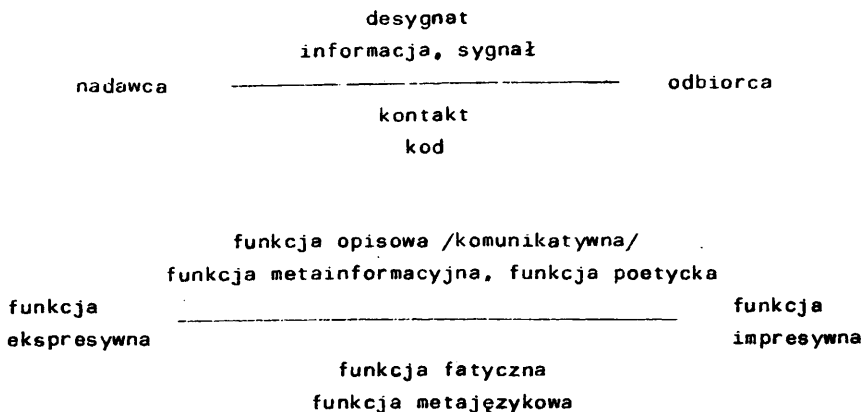 desygnat
informacja, sygnał
nadawca odbiorca
kontakt
kod
funkcja opisowa /komunikatywna/
funkcja metainformacyjna, funkcja poetycka
funkcja funkcja
ekspresywna impresywna
funkcja fatyczna
funkcja metajęzykowa